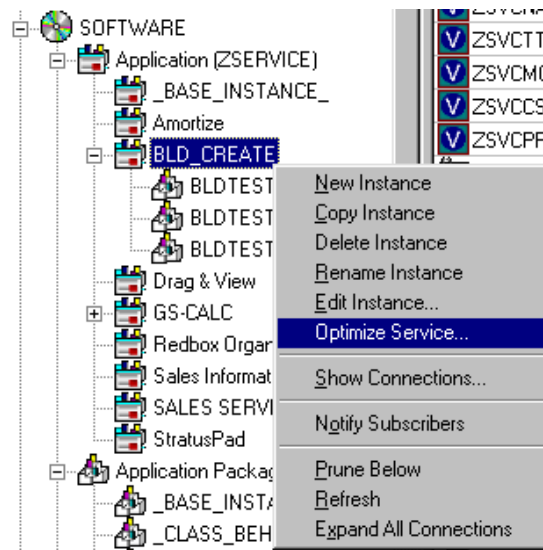 SOFTWARE
Application (ZSERVICE)
_BASE_INSTANCE_
Amortize
BLD_CREATE
BLDTEST
BLDTEST
BLDTEST
Drag & View
GS-CALC
Redbox Organ
Sales Informat
SALES SERVI
StratusPad
Application Packag
_BASE_INSTA
_CLASS_BEH
ZSVCTT
ZSVCMO
ZSVCCS
ZSVCPR
New Instance
Copy Instance
Delete Instance
Rename Instance
Edit Instance...
Optimize Service...
Show Connections...
Notify Subscribers
Prune Below
Refresh
Expand All Connections